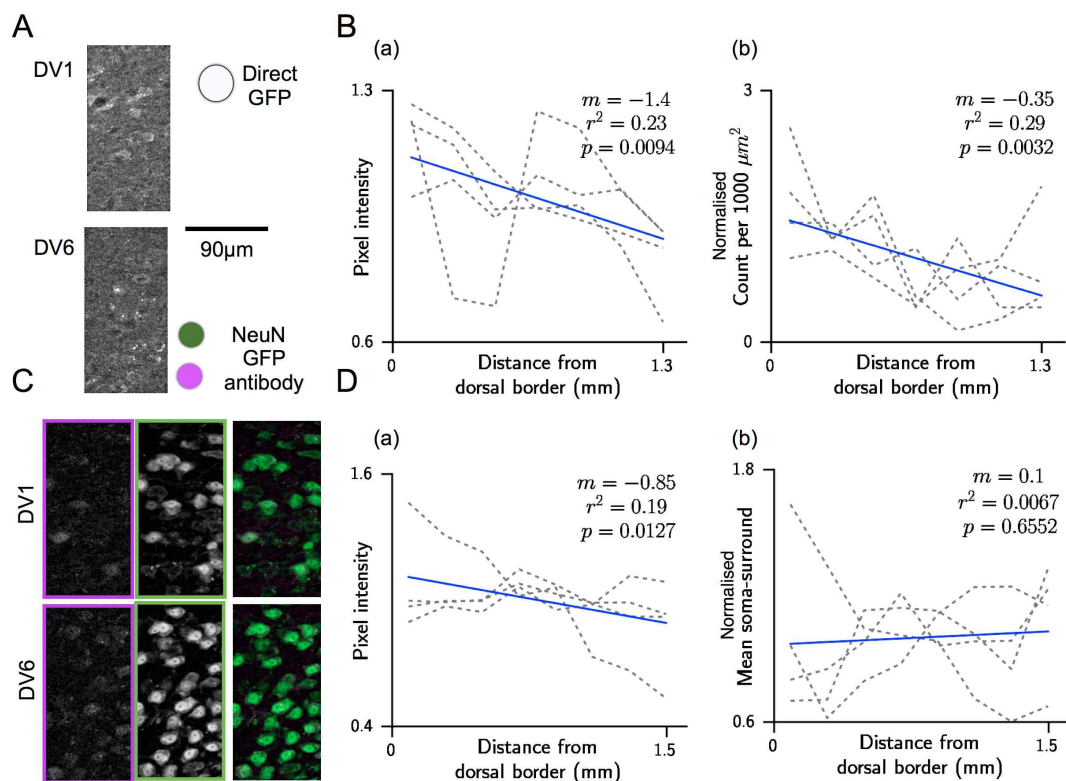 A
DV1
Direct
GFP
DV6
90µm
NeuN
GFP
antibody
B
(a)
1.3
m = −1.4
r² = 0.23
p = 0.0094
Pixel intensity
0.6
0
Distance from
dorsal border (mm)
1.3
(b)
3
m = −0.35
r² = 0.29
p = 0.0032
Normalised
Count per 1000 µm²
0
0
Distance from
dorsal border (mm)
1.3
C
DV1
DV6
D
(a)
1.6
m = −0.85
r² = 0.19
p = 0.0127
Pixel intensity
0.4
0
Distance from
dorsal border (mm)
1.5
(b)
1.8
m = 0.1
r² = 0.0067
p = 0.6552
Normalised
Mean soma-surround
0.6
0
Distance from
dorsal border (mm)
1.5